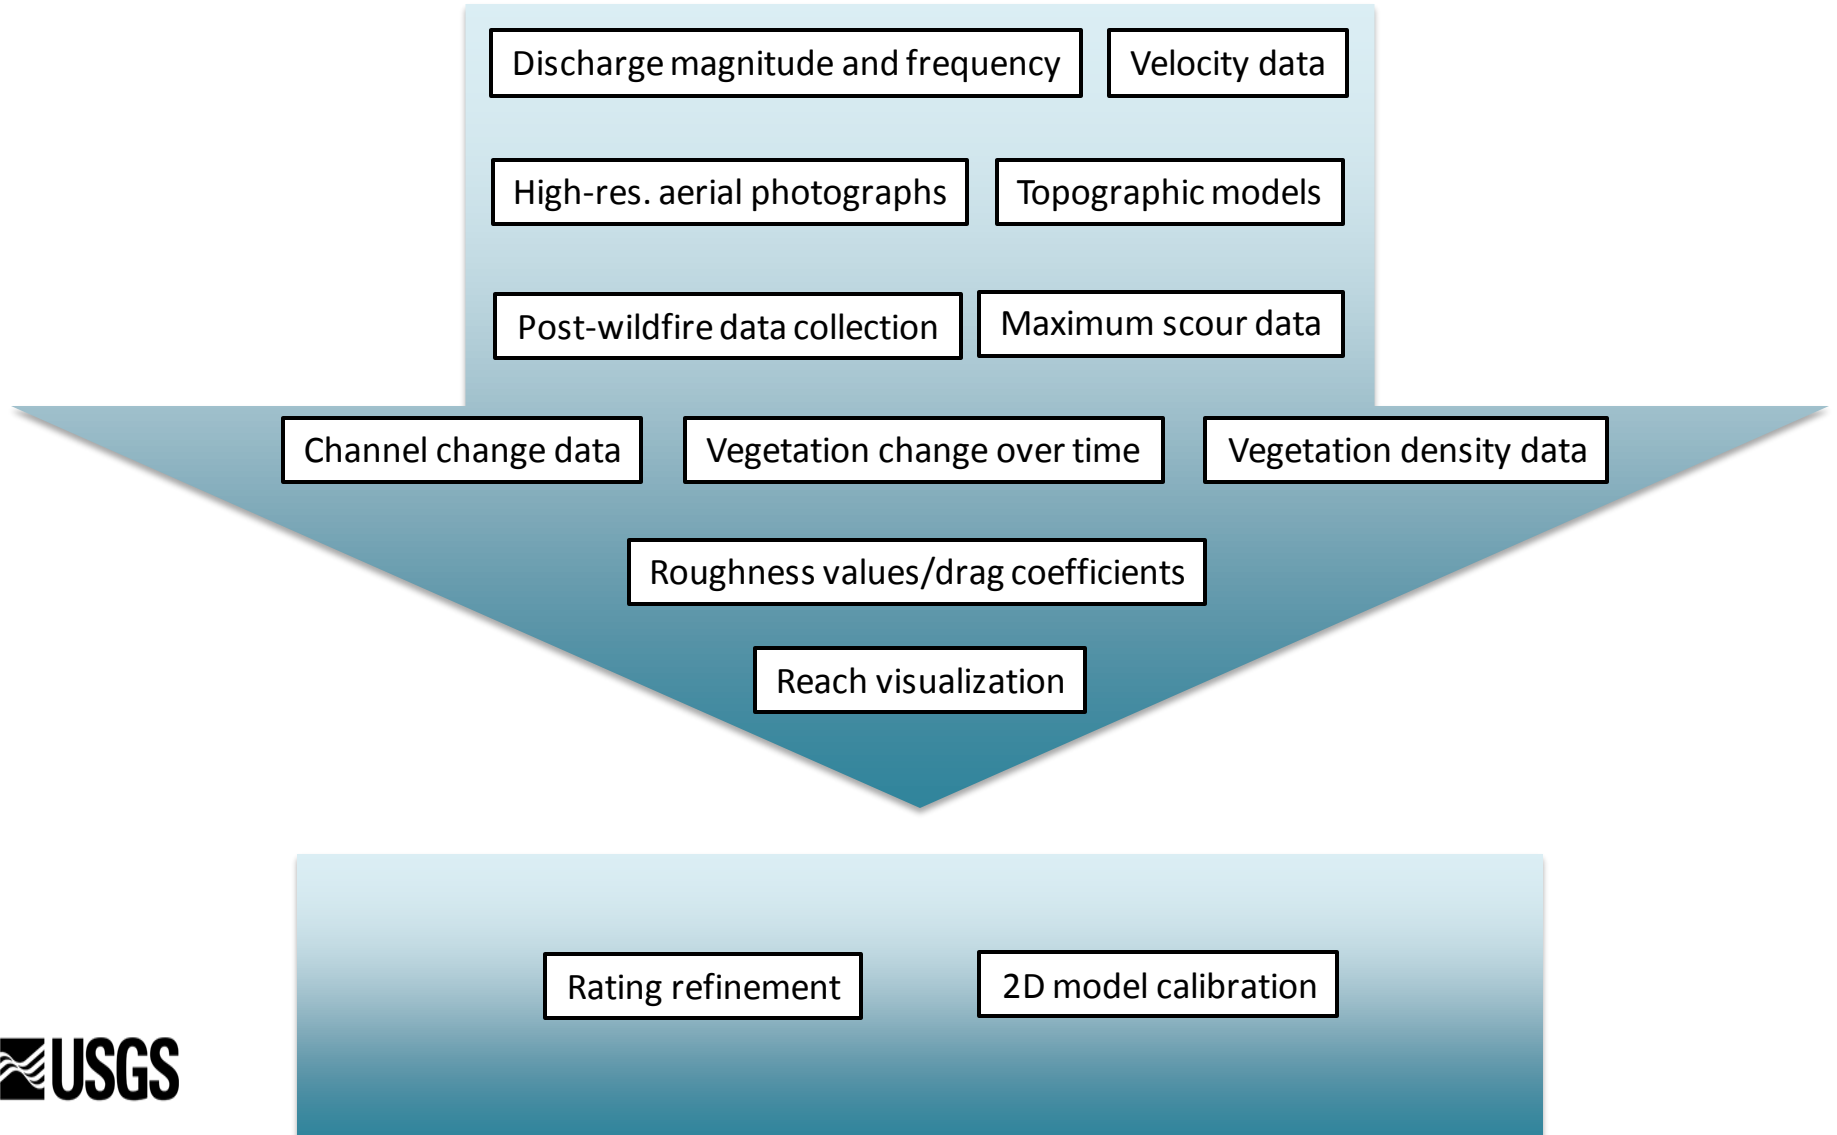 Discharge magnitude and frequency
Velocity data
High-res. aerial photographs
Topographic models
Post-wildfire data collection
Maximum scour data
Channel change data
Vegetation change over time
Vegetation density data
Roughness values/drag coefficients
Reach visualization
Rating refinement
2D model calibration
USGS